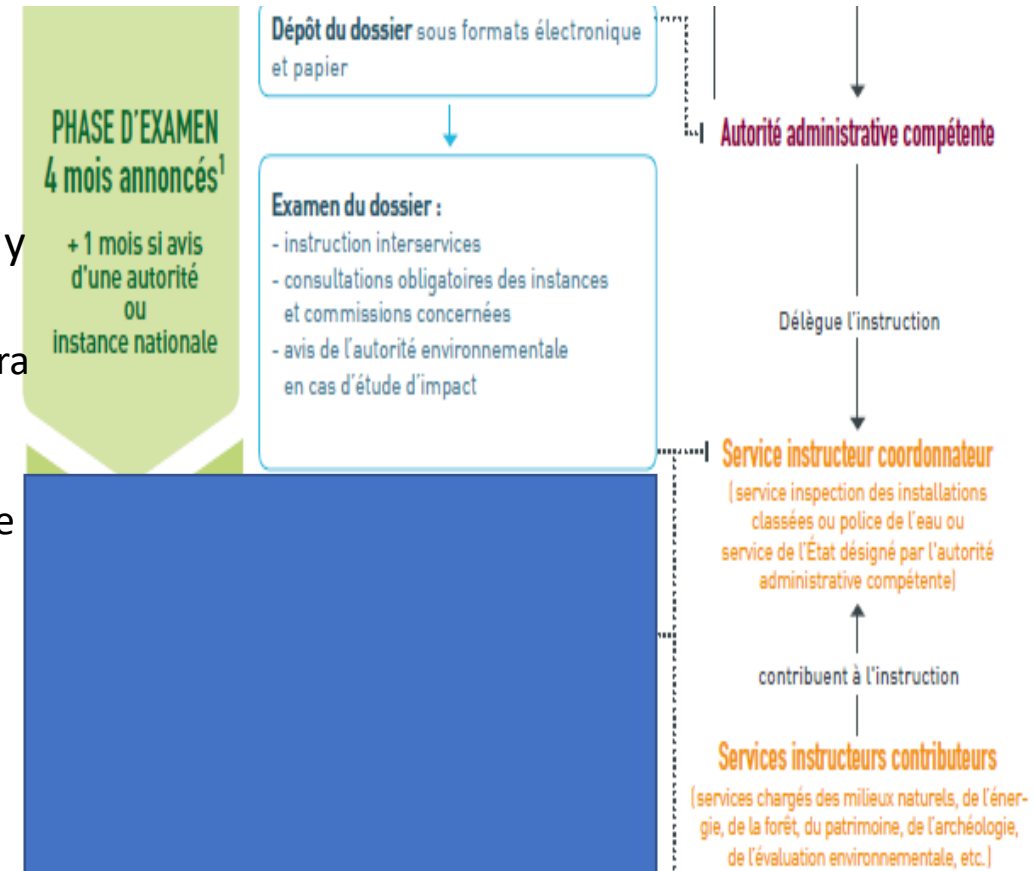 PHASE D'EXAMEN
4 mois annoncés¹
+ 1 mois si avis
d'une autorité
ou
instance nationale
y
ra
e
Dépôt du dossier sous formats électronique
et papier
Examen du dossier :
- instruction interservices
- consultations obligatoires des instances
et commissions concernées
- avis de l'autorité environnementale
en cas d'étude d'impact
Autorité administrative compétente
Délègue l'instruction
Service instructeur coordonnateur
(service inspection des installations
classées ou police de l'eau ou
service de l'État désigné par l'autorité
administrative compétente)
contribuent à l'instruction
Services instructeurs contributeurs
(services chargés des milieux naturels, de l'éner-
gie, de la forêt, du patrimoine, de l'archéologie,
de l'évaluation environnementale, etc.)